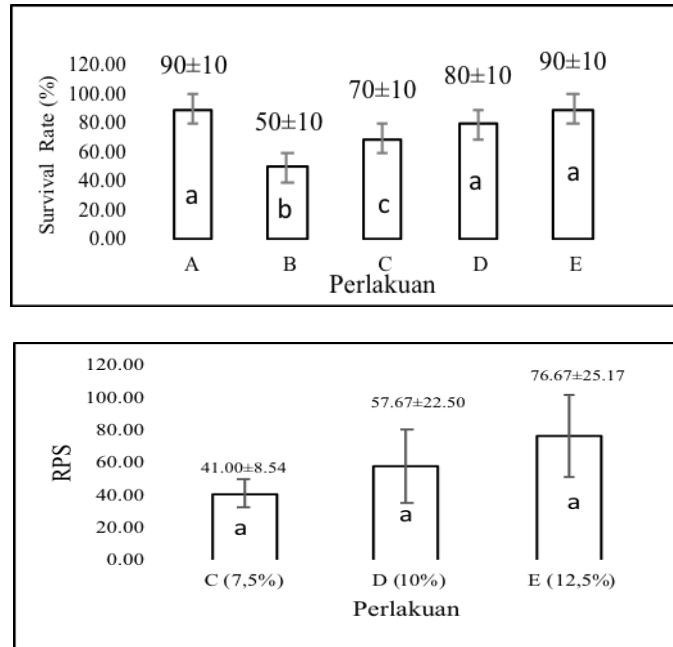 120.00
100.00
80.00
60.00
40.00
20.00
0.00
Survival Rate (%)
90±10
50±10
70±10
80±10
90±10
a
b
c
a
a
A B C D E
Perlakuan
120.00
100.00
80.00
60.00
40.00
20.00
0.00
RPS
41.00±8.54
57.67±22.50
76.67±25.17
a
a
a
C (7,5%) D (10%) E (12,5%)
Perlakuan